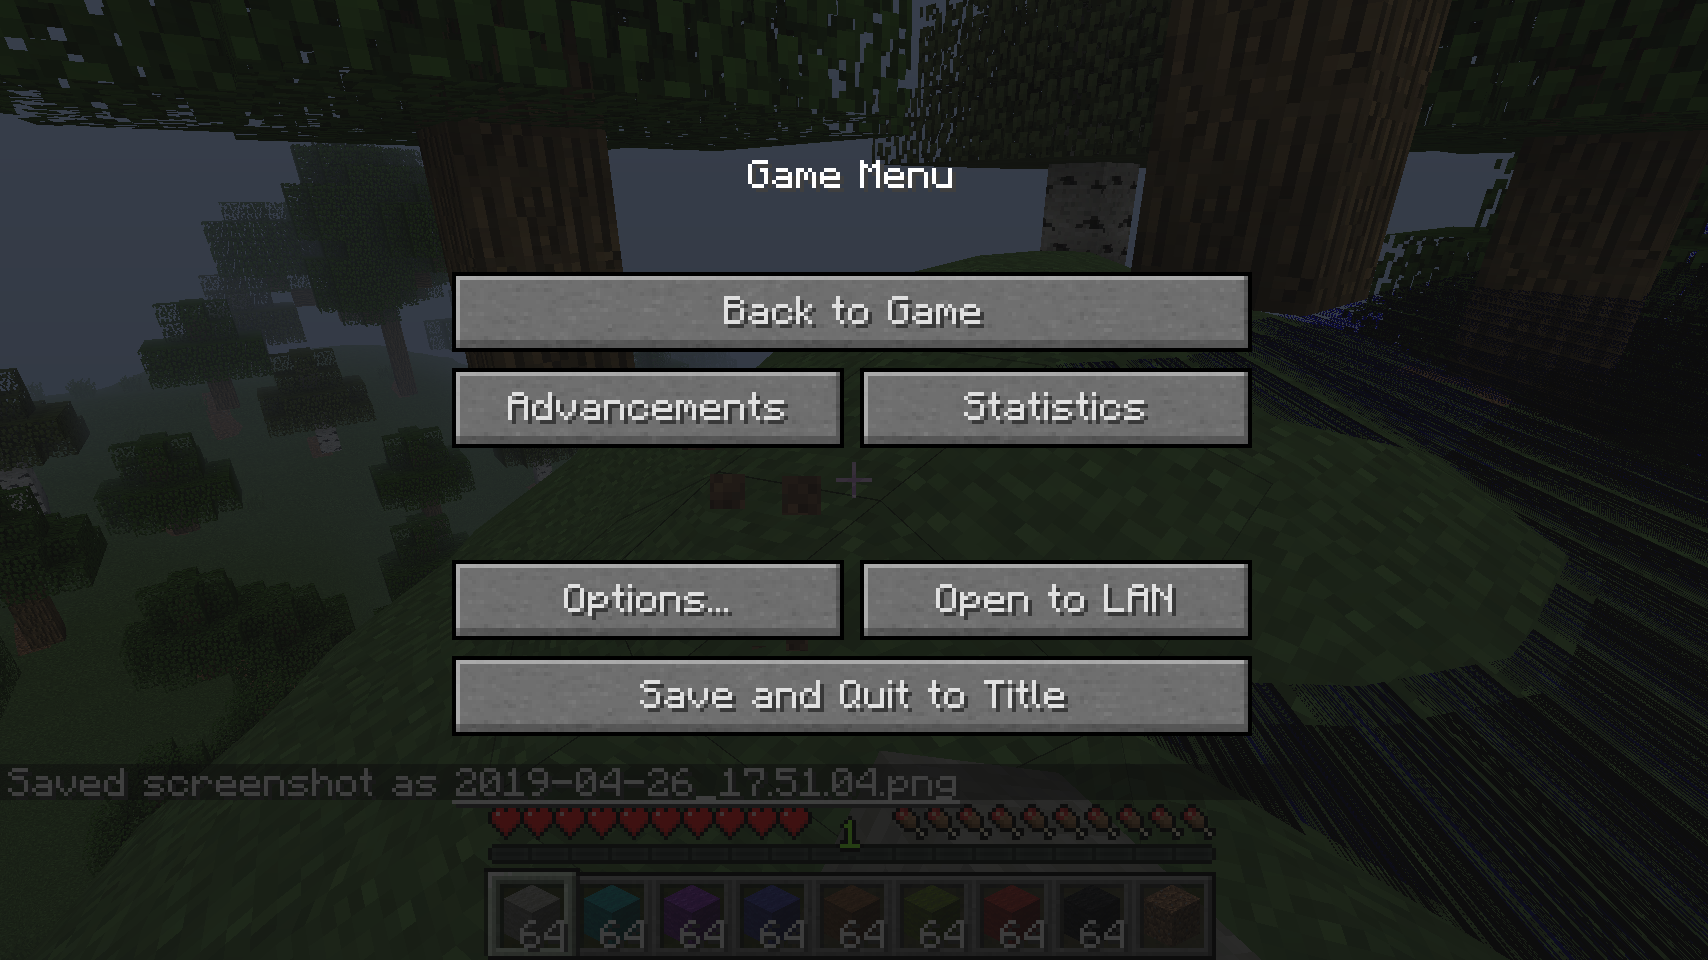 Game Menu
Back to Game
Advancements
Statistics
Options...
Open to LAN
Save and Quit to Title
Saved screenshot as 2019-04-26_17.51.04.png
1
64 64 64 64 64 64 64 64